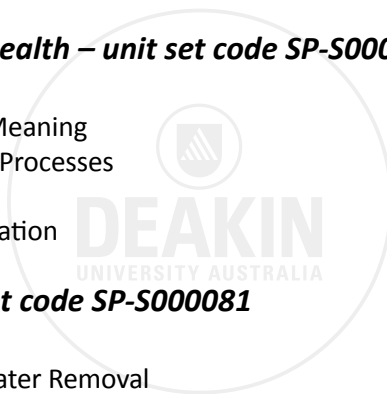 ealth – unit set code SP-S000
Meaning
Processes
ation
DEAKIN
UNIVERSITY AUSTRALIA
t code SP-S000081
ater Removal